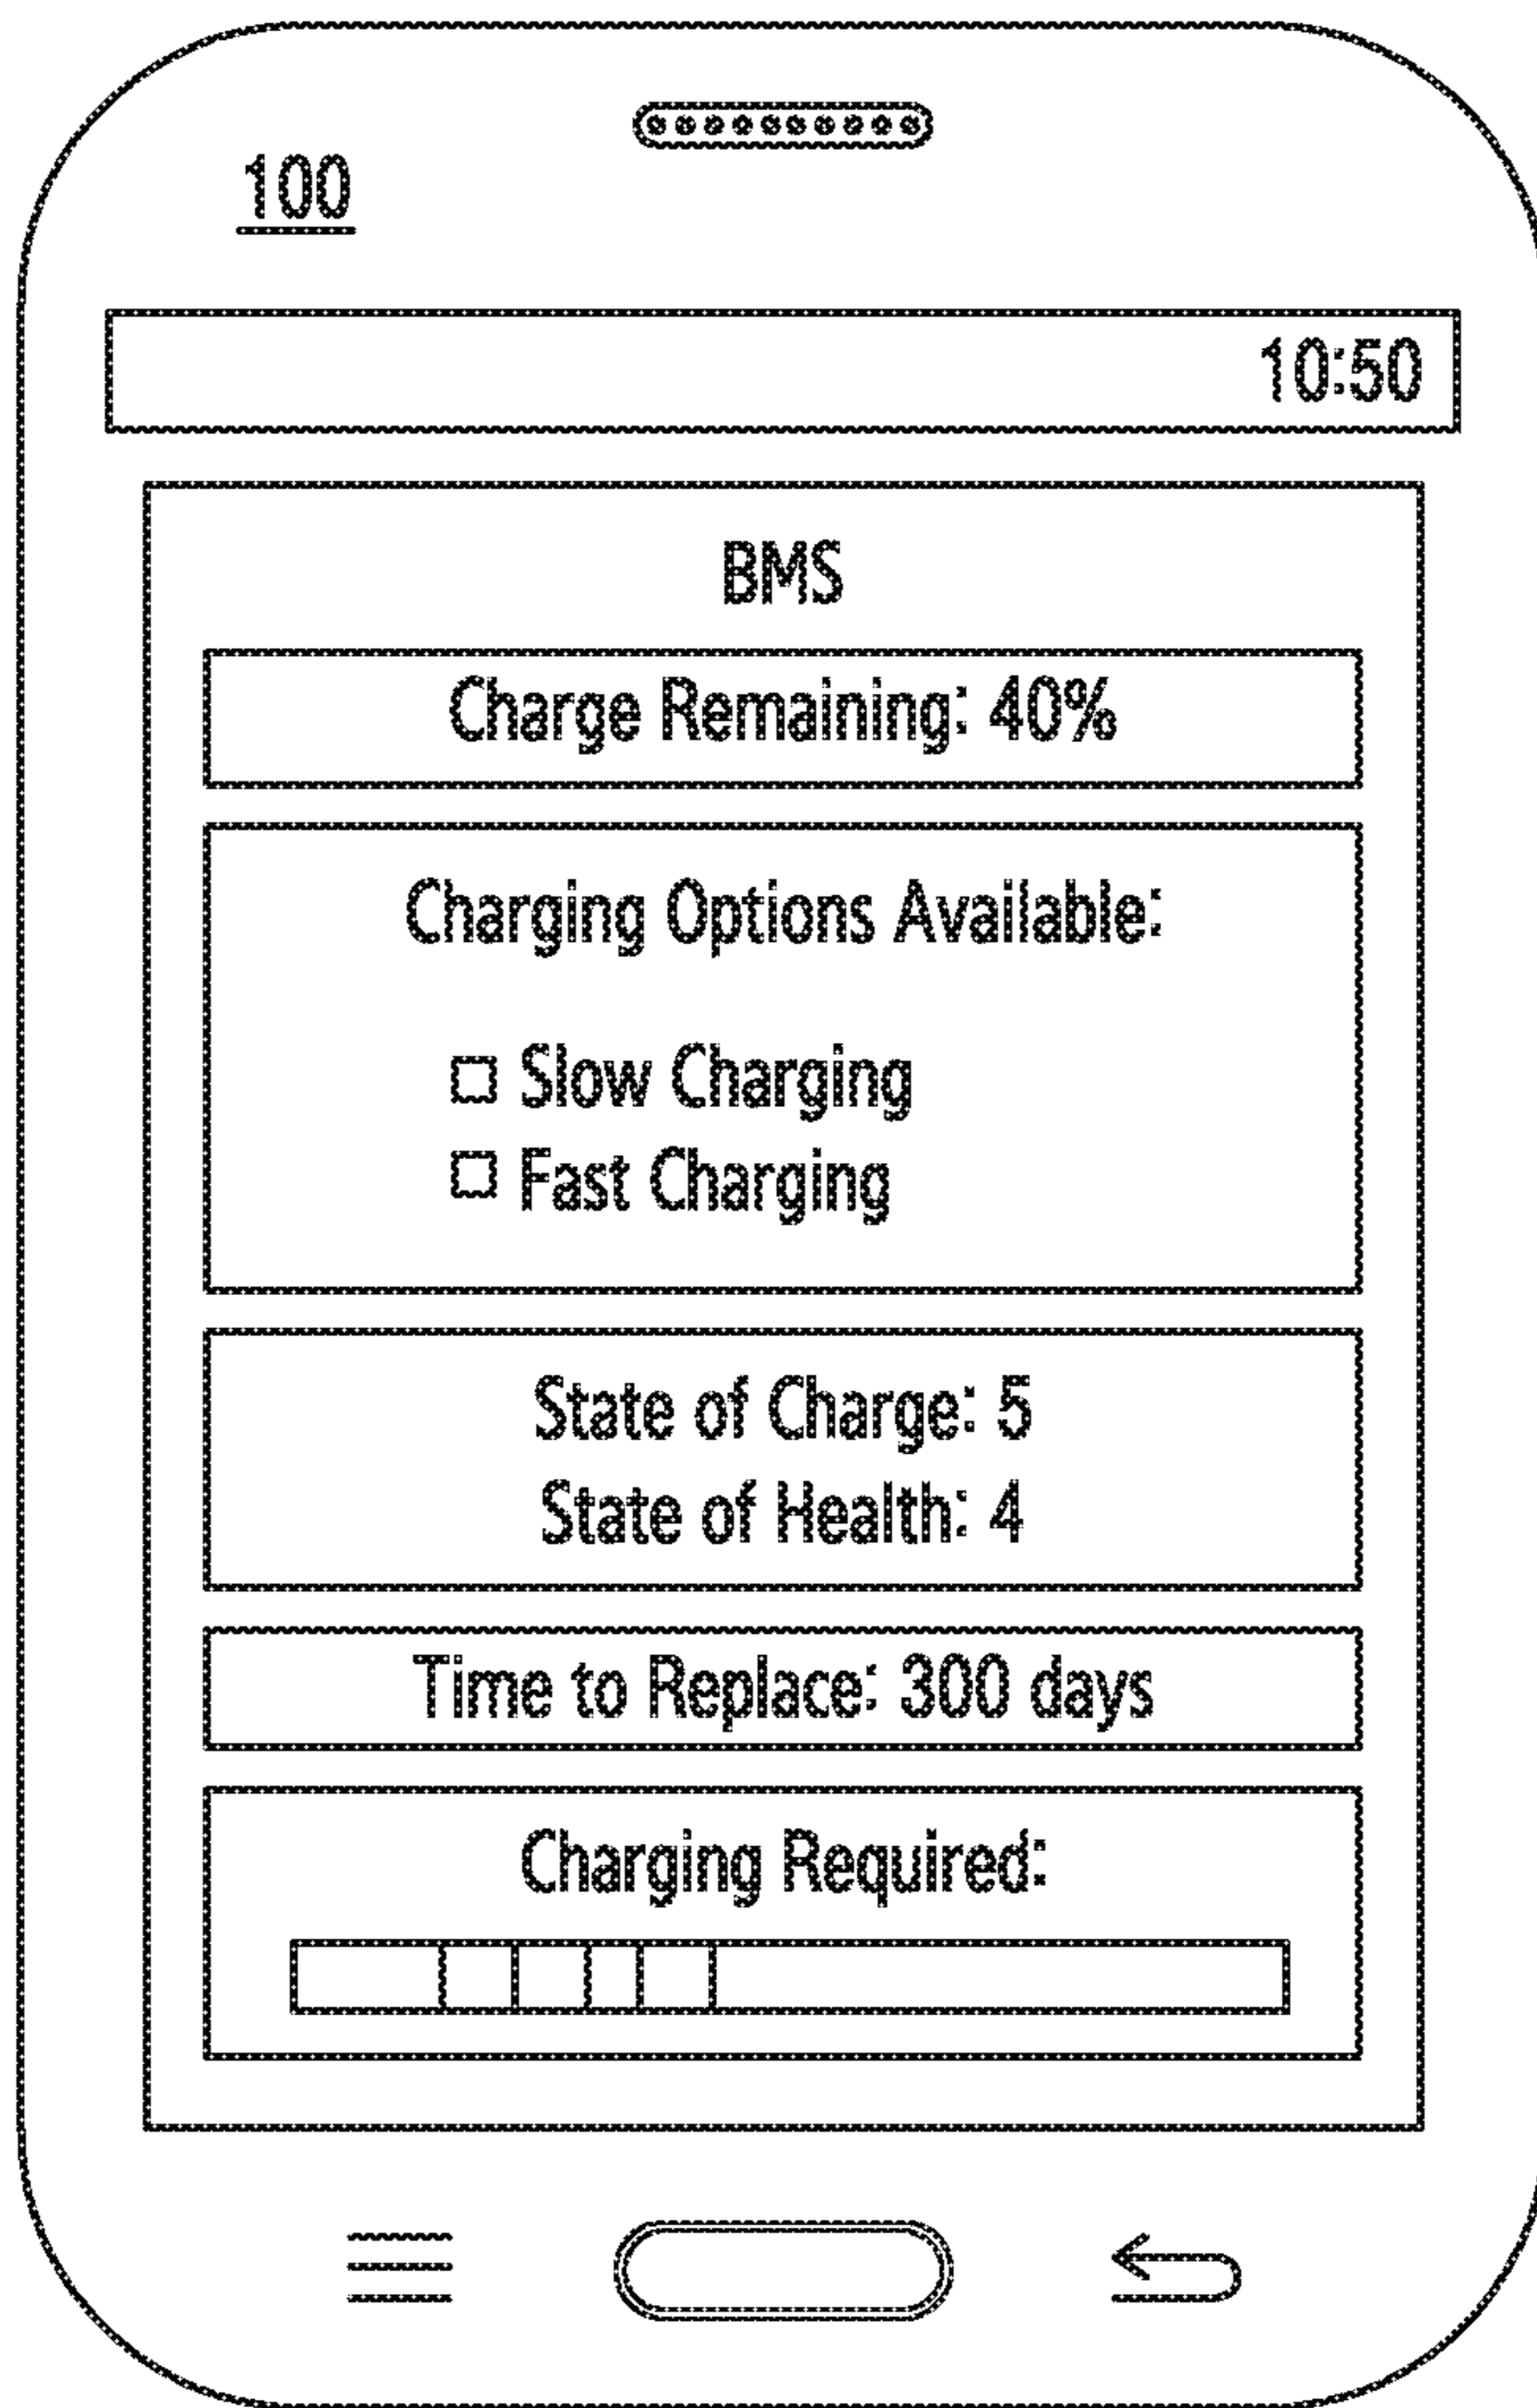 100
10:50
BMS
Charge Remaining: 40%
Charging Options Available:
Slow Charging
Fast Charging
State of Charge: 5
State of Health: 4
Time to Replace: 300 days
Charging Required: